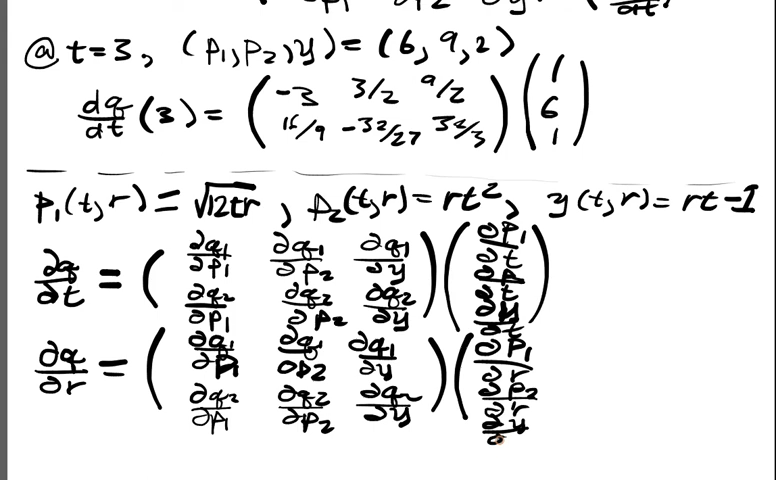 @ t=3, (P₁,P₂,y)=(6,9,2)
dq/dt (3) = ( -3 3/2 9/2 ; 16/9 -32/27 32/3 ) ( 1 ; 6 ; 1 )
P₁(t,r) = √12tr , P₂(t,r) = rt², y(t,r) = rt-1
∂q/∂t = ( ∂q₁/∂P₁ ∂q₁/∂P₂ ∂q₁/∂y ; ∂q₂/∂P₁ ∂q₂/∂P₂ ∂q₂/∂y ) ( ∂P₁/∂t ; ∂P/∂t ; ∂y/∂t )
∂q/∂r = ( ∂q₁/∂P₁ ∂q₁/∂P₂ ∂q₁/∂y ; ∂q₂/∂P₁ ∂q₂/∂P₂ ∂q₂/∂y ) ( ∂P₁/∂r ; ∂P₂/∂r ; ∂y/∂ )